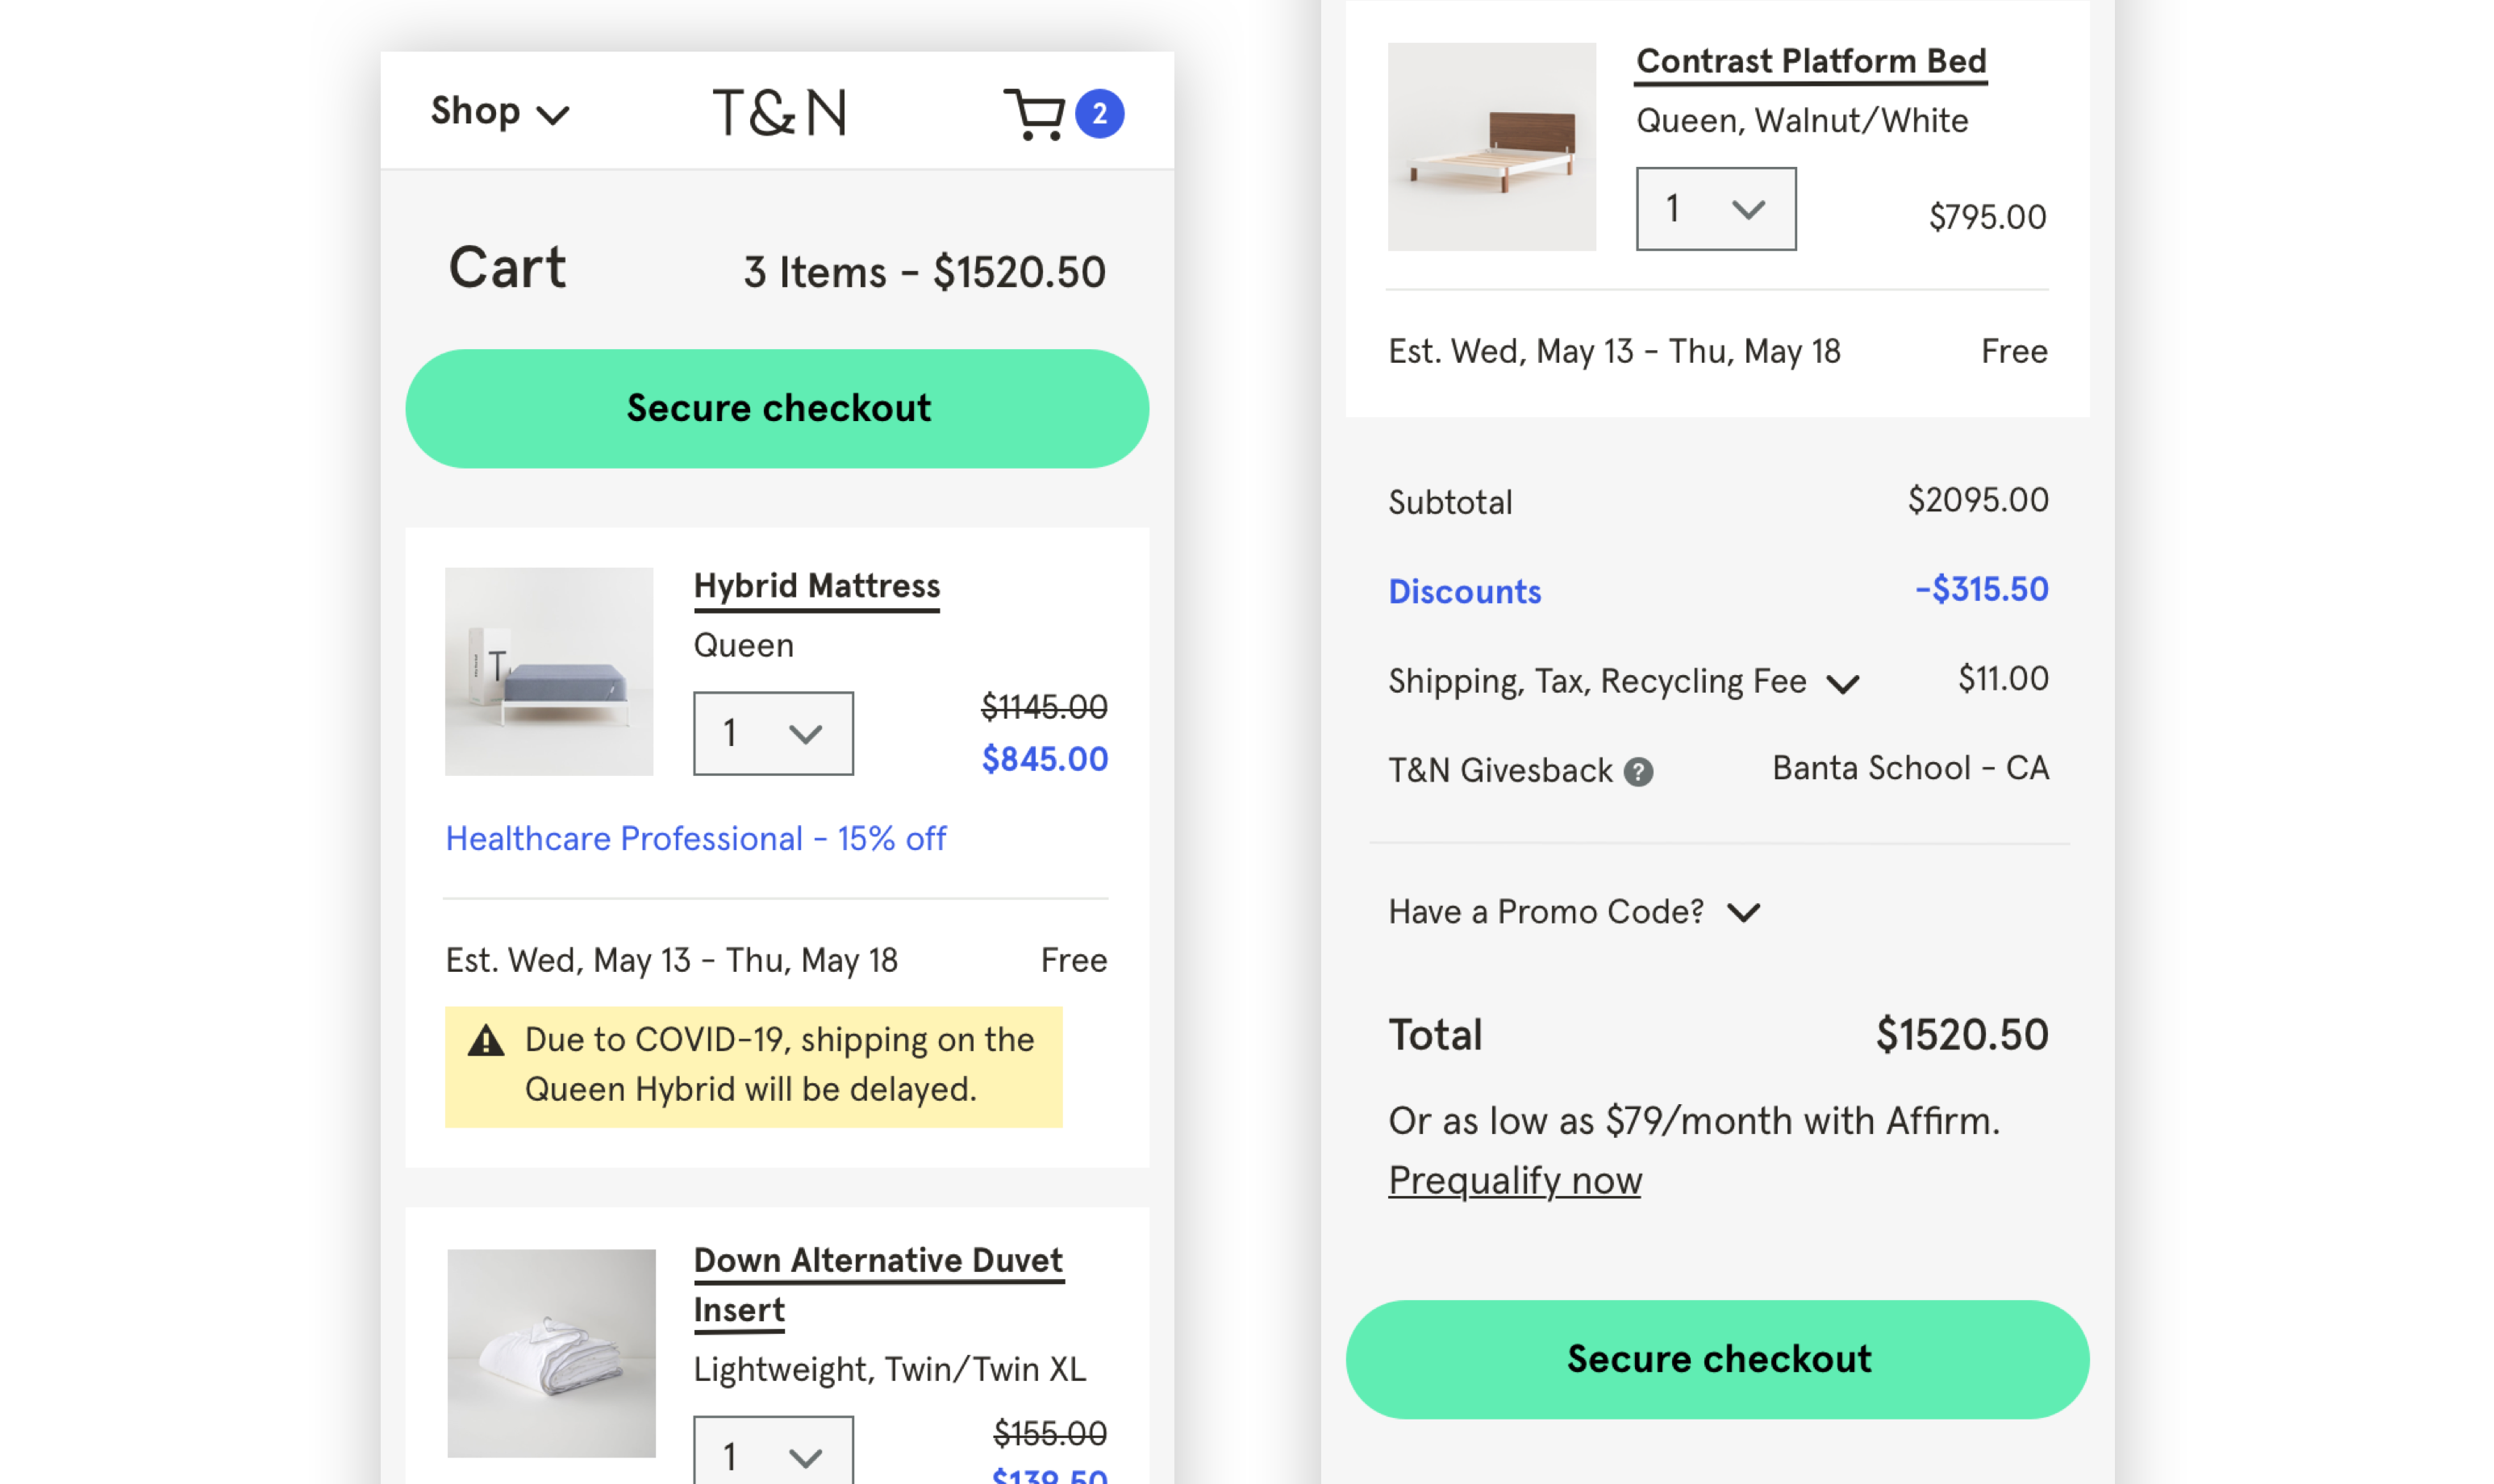 Shop
T&N
2
Cart
3 Items - $1520.50
Secure checkout
Hybrid Mattress
Queen
1
$1145.00
$845.00
Healthcare Professional - 15% off
Est. Wed, May 13 - Thu, May 18
Free
Due to COVID-19, shipping on the
Queen Hybrid will be delayed.
Down Alternative Duvet
Insert
Lightweight, Twin/Twin XL
1
$155.00
$139.50
Contrast Platform Bed
Queen, Walnut/White
1
$795.00
Est. Wed, May 13 - Thu, May 18
Free
Subtotal
$2095.00
Discounts
-$315.50
Shipping, Tax, Recycling Fee
$11.00
T&N Givesback ?
Banta School - CA
Have a Promo Code?
Total
$1520.50
Or as low as $79/month with Affirm.
Prequalify now
Secure checkout